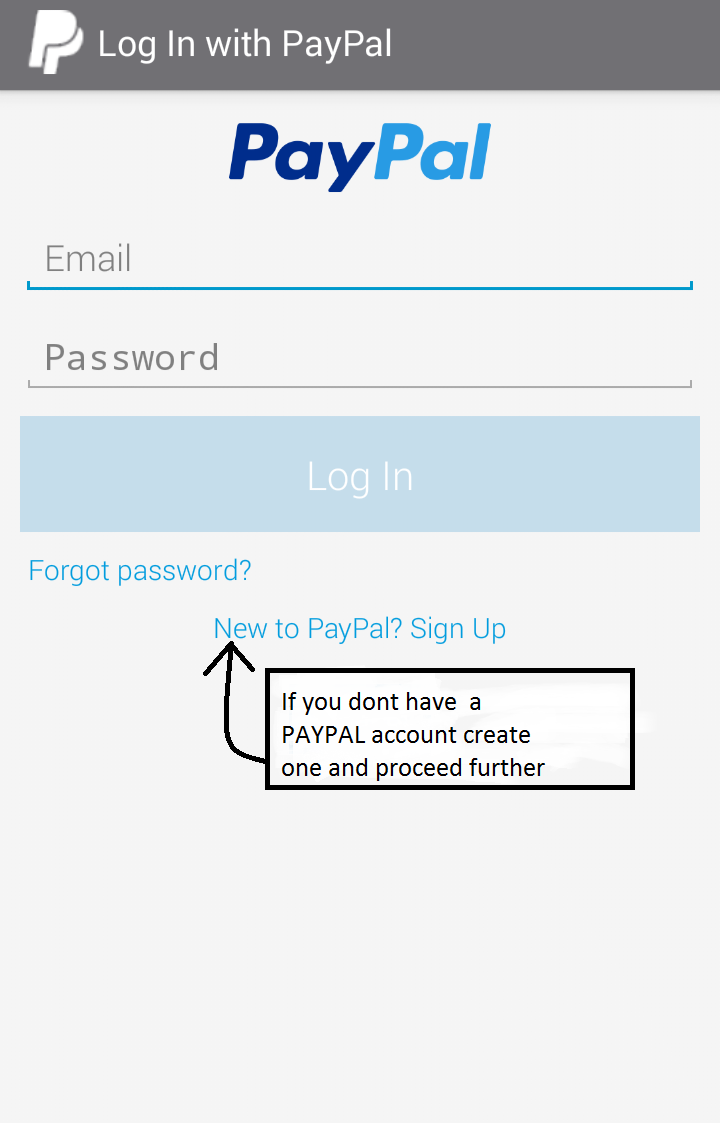 Log In with PayPal
PayPal
Email
Password
Log In
Forgot password?
New to PayPal? Sign Up
If you dont have  a
PAYPAL account create
one and proceed further